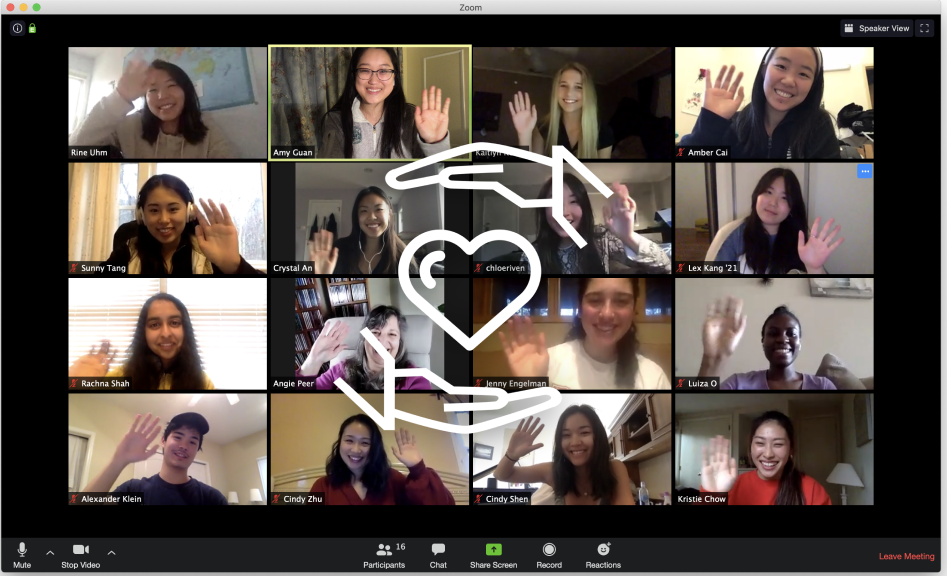 Zoom
Speaker View
Rine Uhm
Amy Guan
Kaitlyn
Amber Cai
Sunny Tang
Crystal An
chloeriven
Lex Kang '21
Rachna Shah
Angie Peer
Jenny Engelman
Luiza O
Alexander Klein
Cindy Zhu
Cindy Shen
Kristie Chow
Mute
Stop Video
16
Participants
Chat
Share Screen
Record
Reactions
Leave Meeting